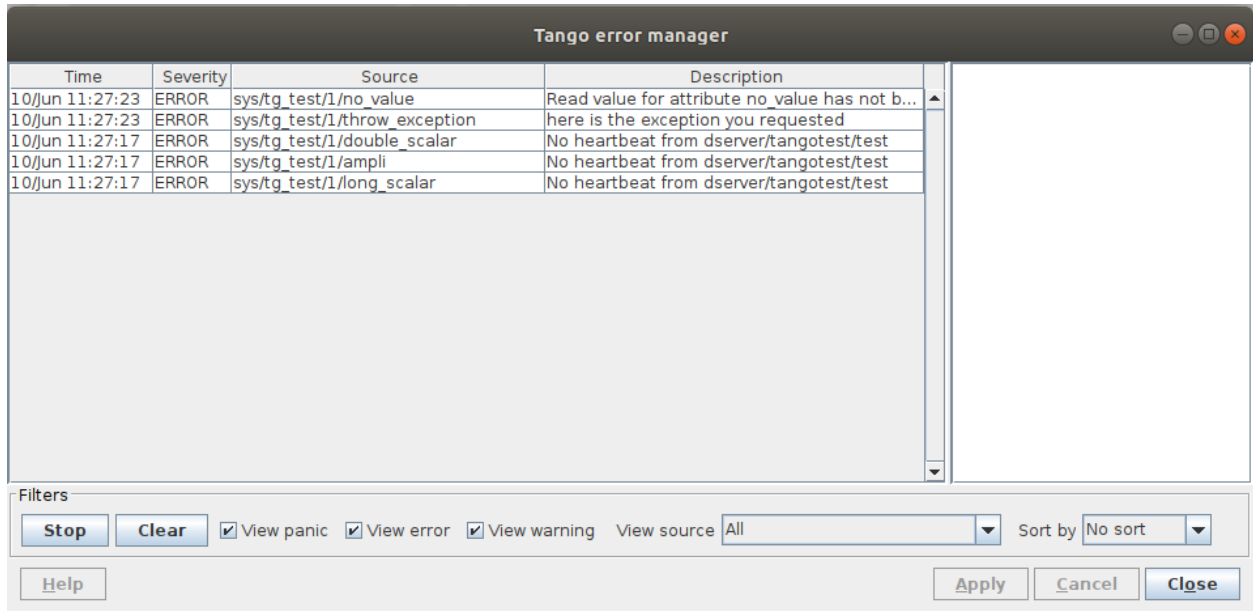 Tango error manager
Time Severity Source Description
10/Jun 11:27:23 ERROR sys/tg_test/1/no_value Read value for attribute no_value has not b...
10/Jun 11:27:23 ERROR sys/tg_test/1/throw_exception here is the exception you requested
10/Jun 11:27:17 ERROR sys/tg_test/1/double_scalar No heartbeat from dserver/tangotest/test
10/Jun 11:27:17 ERROR sys/tg_test/1/ampli No heartbeat from dserver/tangotest/test
10/Jun 11:27:17 ERROR sys/tg_test/1/long_scalar No heartbeat from dserver/tangotest/test
Filters
Stop Clear View panic View error View warning View source All Sort by No sort
Help Apply Cancel Close